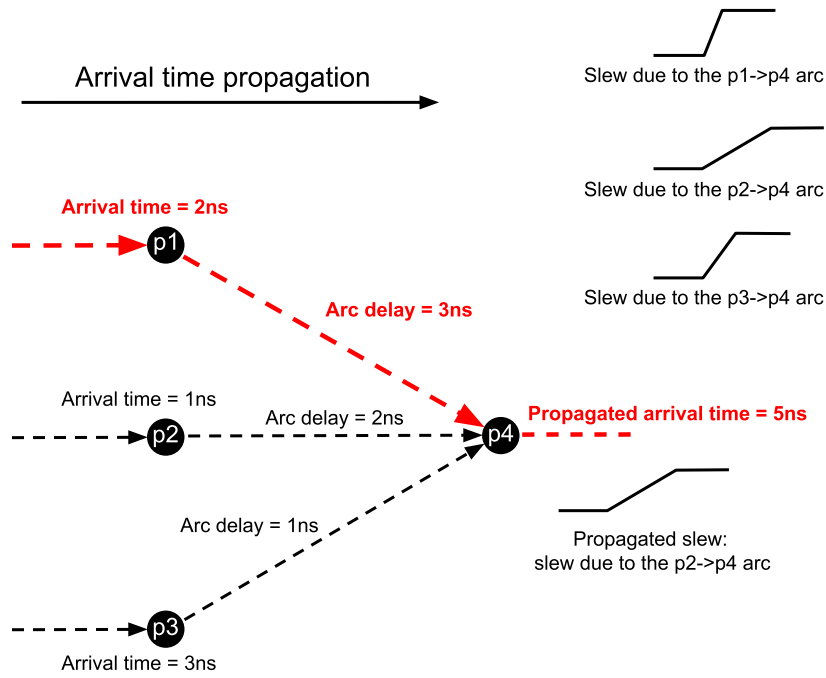 Arrival time propagation
Slew due to the p1->p4 arc
Slew due to the p2->p4 arc
Slew due to the p3->p4 arc
Arrival time = 2ns
p1
Arc delay = 3ns
Arrival time = 1ns
p2
Arc delay = 2ns
p4
Propagated arrival time = 5ns
Arc delay = 1ns
Propagated slew:
slew due to the p2->p4 arc
p3
Arrival time = 3ns